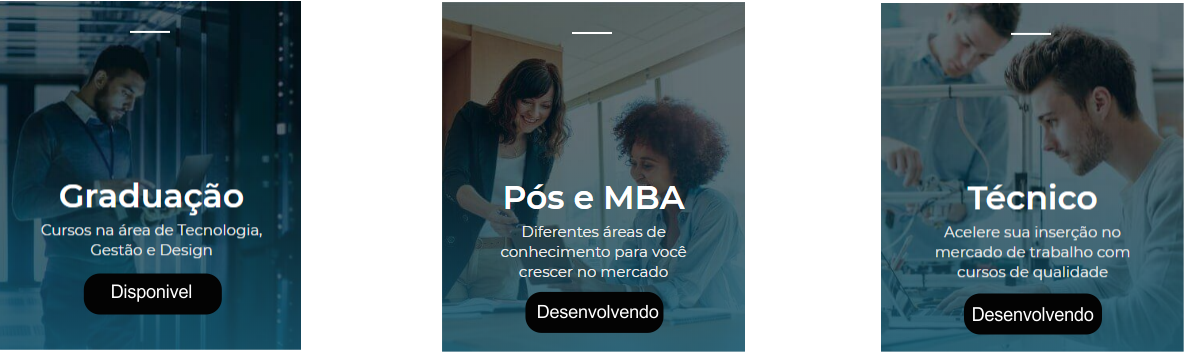 Graduação
Cursos na área de Tecnologia,
Gestão e Design
Disponivel
Pós e MBA
Diferentes áreas de
conhecimento para você
crescer no mercado
Desenvolvendo
Técnico
Acelere sua inserção no
mercado de trabalho com
cursos de qualidade
Desenvolvendo